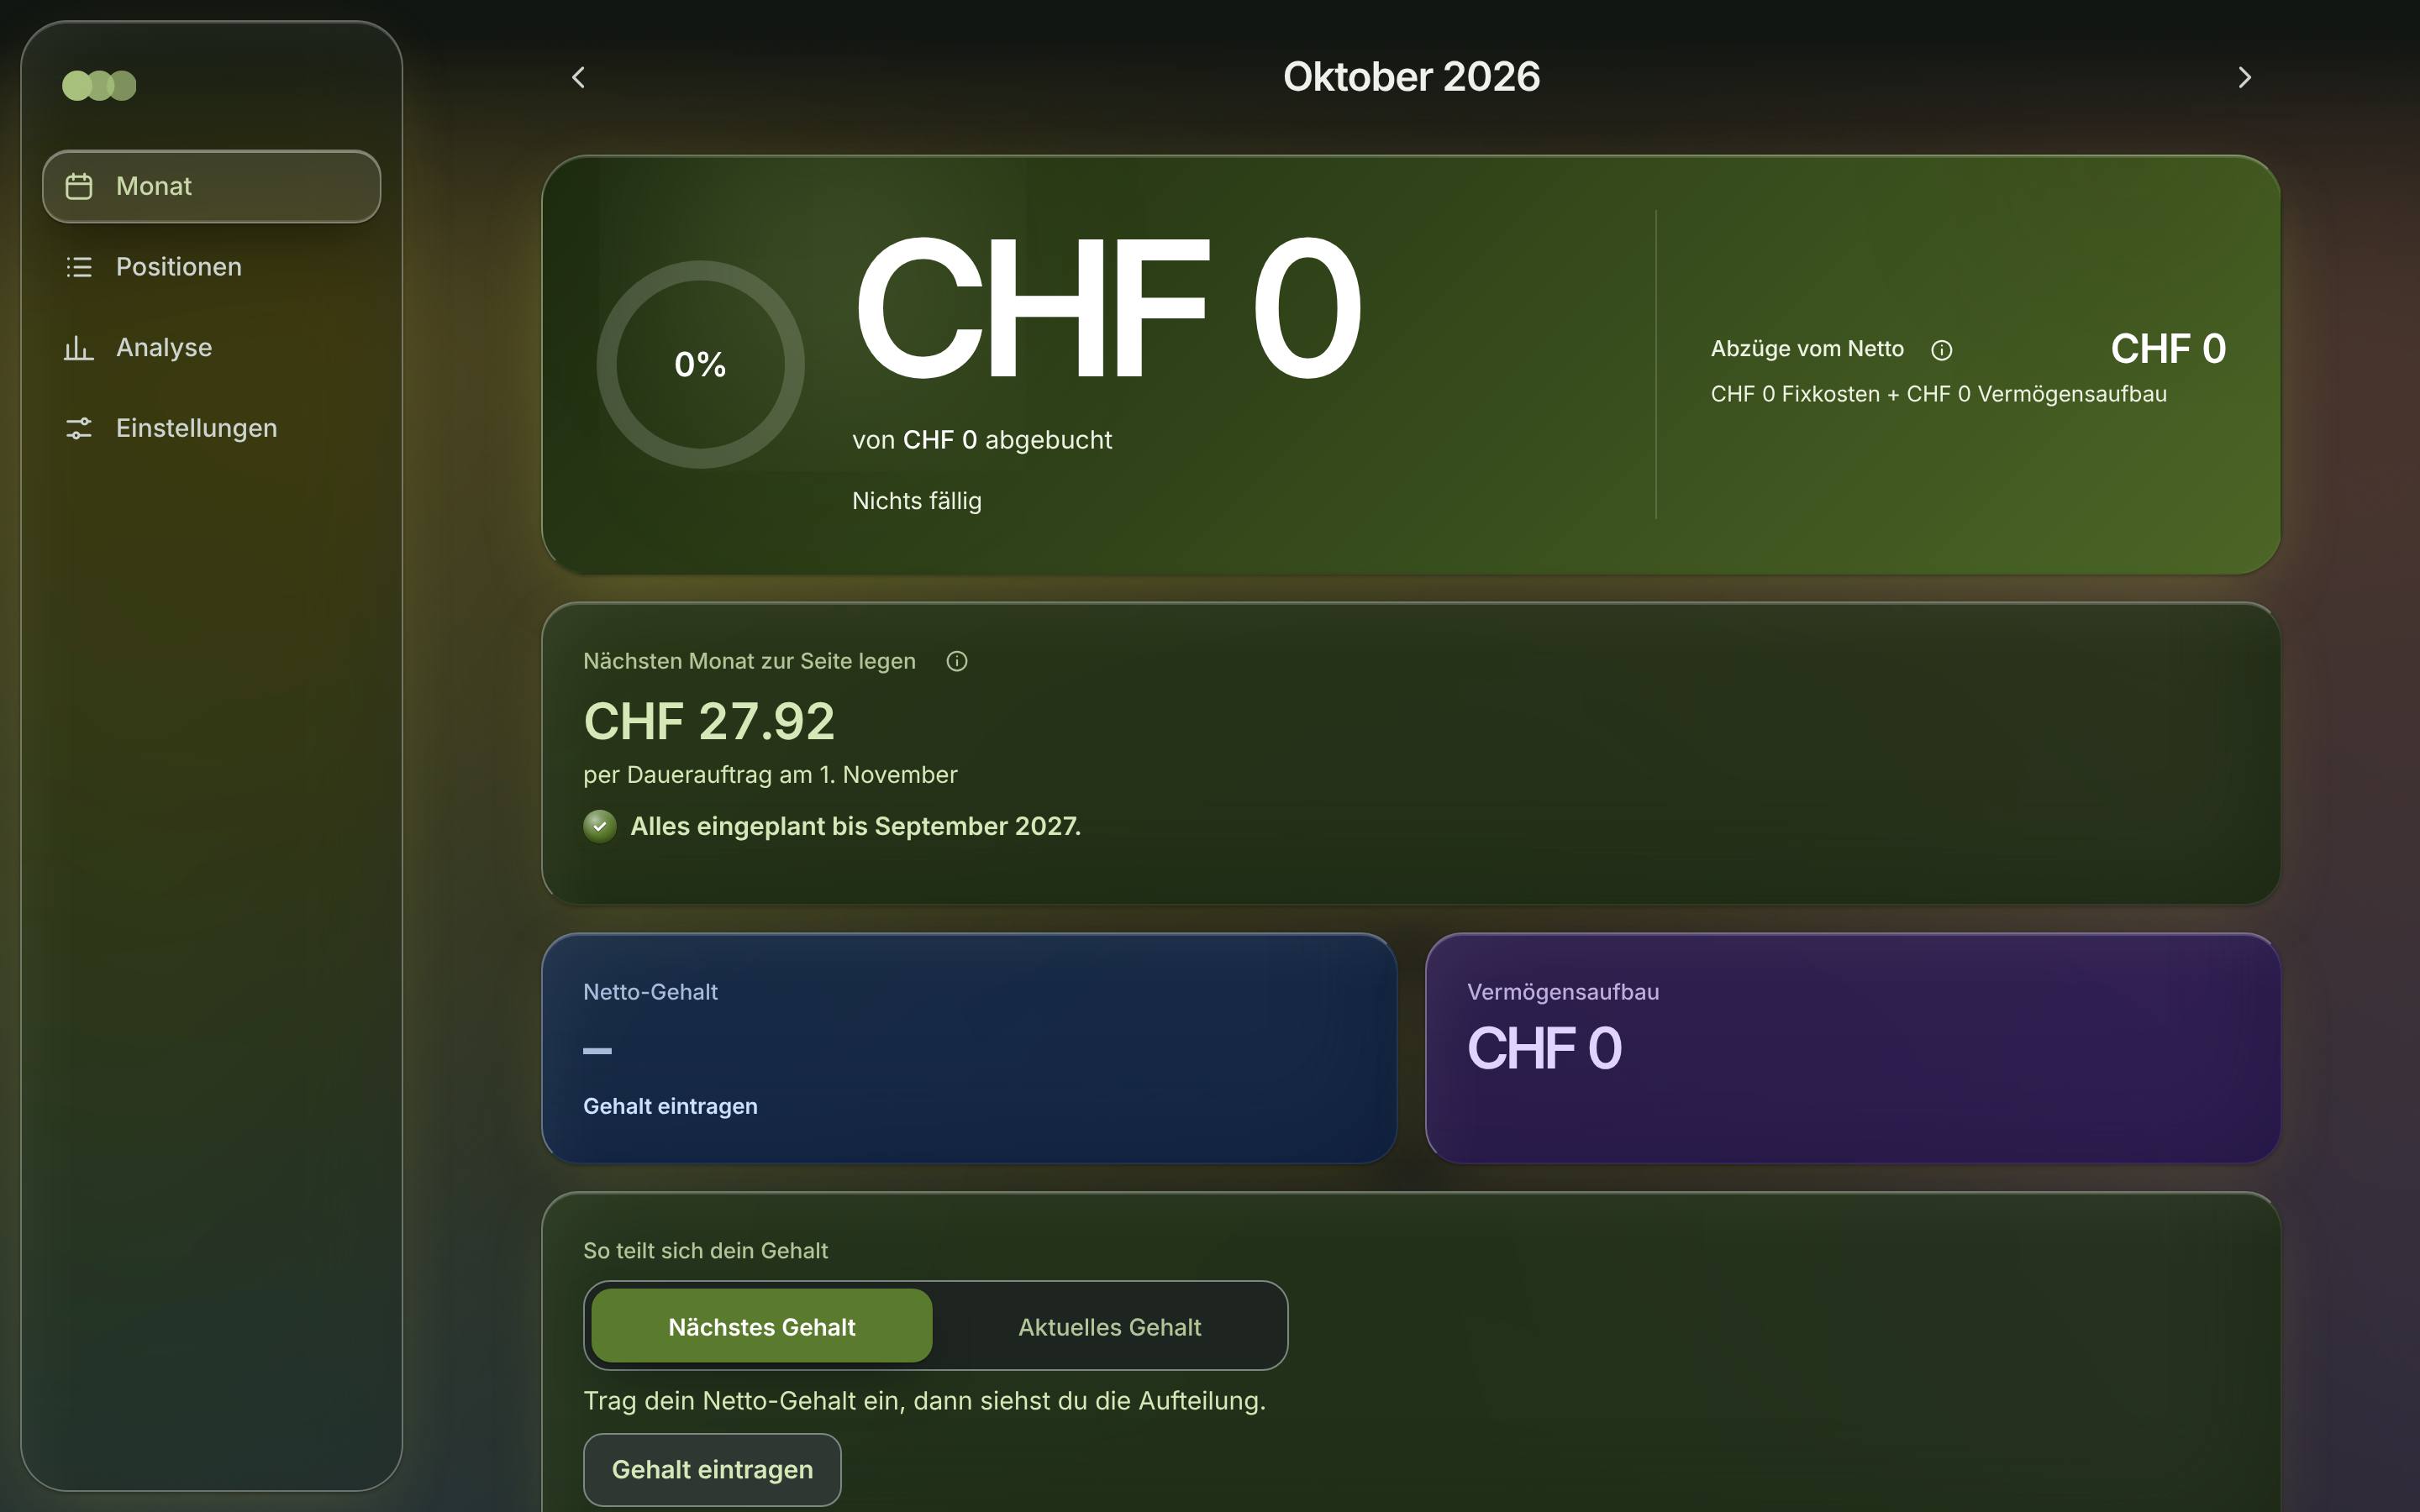 Oktober 2026
Monat
Positionen
Analyse
Einstellungen
0%
CHF 0
von CHF 0 abgebucht
Nichts fällig
Abzüge vom Netto
CHF 0
CHF 0 Fixkosten + CHF 0 Vermögensaufbau
Nächsten Monat zur Seite legen
CHF 27.92
per Dauerauftrag am 1. November
Alles eingeplant bis September 2027.
Netto-Gehalt
–
Gehalt eintragen
Vermögensaufbau
CHF 0
So teilt sich dein Gehalt
Nächstes Gehalt
Aktuelles Gehalt
Trag dein Netto-Gehalt ein, dann siehst du die Aufteilung.
Gehalt eintragen